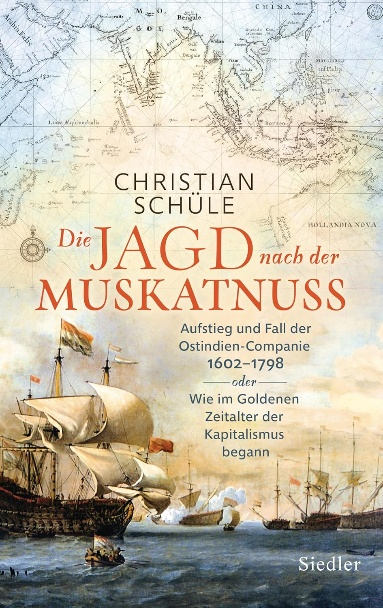 CHINA
Bengale
HOLLANDIA NOVA
CHRISTIAN
SCHÜLE
Die JAGD nach der
MUSKATNUSS
Aufstieg und Fall der
Ostindien-Companie
1602–1798
oder
Wie im Goldenen
Zeitalter der
Kapitalismus
begann
Siedler